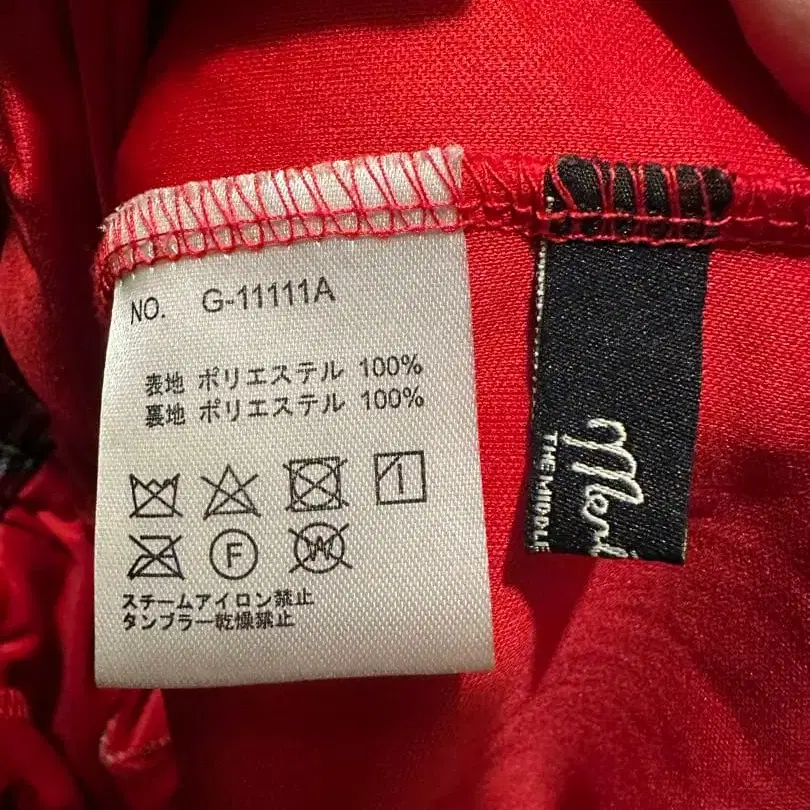 NO. G-11111A
表地 ポリエステル 100%
裏地 ポリエステル 100%
F
W
スチームアイロン禁止
タンブラー乾燥禁止
THE MIDDLE